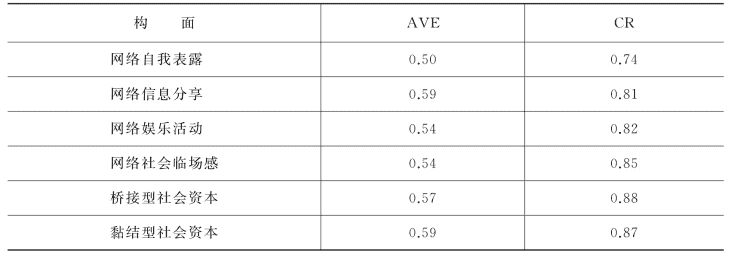 构 面 AVE CR
网络自我表露 0.50 0.74
网络信息分享 0.59 0.81
网络娱乐活动 0.54 0.82
网络社会临场感 0.54 0.85
桥接型社会资本 0.57 0.88
黏结型社会资本 0.59 0.87